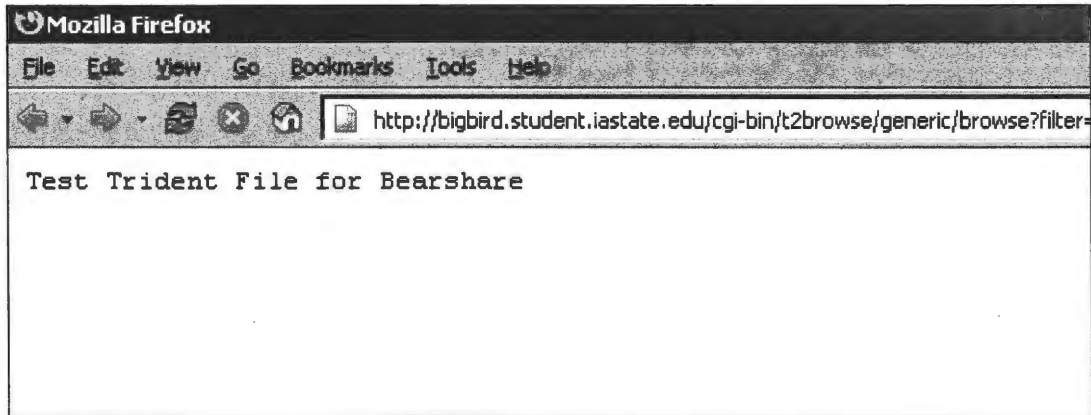 Mozilla Firefox
File Edit View Go Bookmarks Tools Help
http://bigbird.student.iastate.edu/cgi-bin/t2browse/generic/browse?filter=
Test Trident File for Bearshare